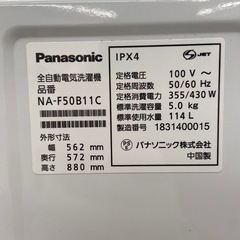 Panasonic
全自動電気洗濯機
品番
NA-F50B11C
外形寸法
幅 562 mm
奥行 572 mm
高さ 880 mm
IPX4
JET
定格電圧 100 V ～
定格周波数 50/60 Hz
定格消費電力 355/430 W
標準洗濯容量 5.0 kg
標準使用水量 114 L
製造番号 1831400015
パナソニック株式会社
中国製